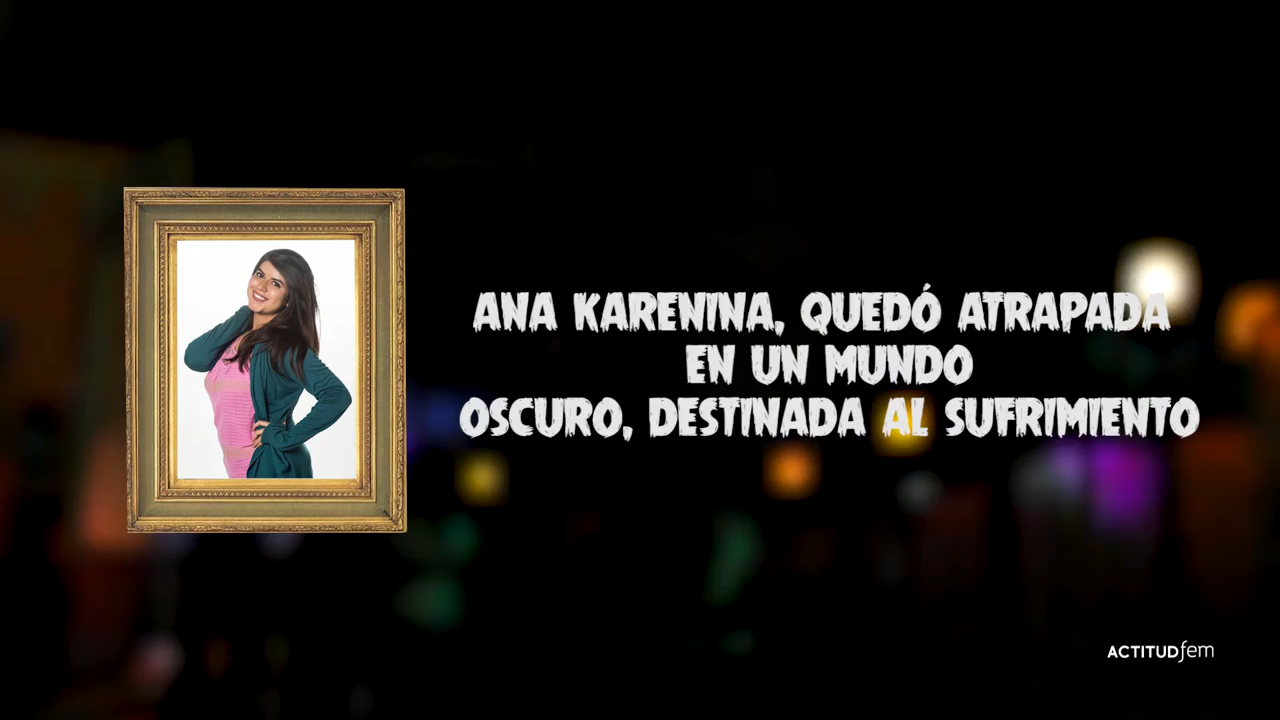 ANA KARENINA, QUEDÓ ATRAPADA
EN UN MUNDO
OSCURO, DESTINADA AL SUFRIMIENTO
ACTITUDfem